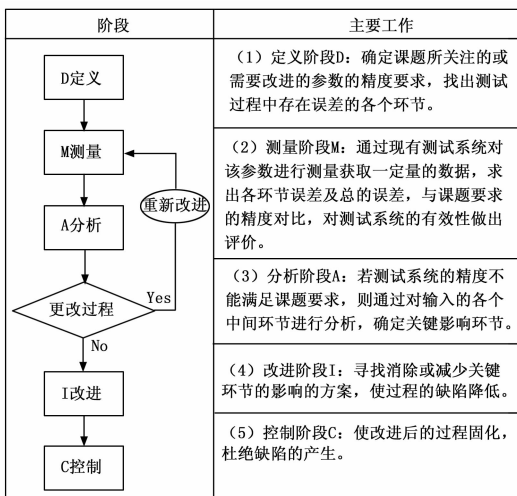 阶段
主要工作
D定义
M测量
重新改进
A分析
更改过程
Yes
No
I改进
C控制
（1）定义阶段D：确定课题所关注的或
需要改进的参数的精度要求，找出测试
过程中存在误差的各个环节。
（2）测量阶段M：通过现有测试系统对
该参数进行测量获取一定量的数据，求
出各环节误差及总的误差，与课题要求
的精度对比，对测试系统的有效性做出
评价。
（3）分析阶段A：若测试系统的精度不
能满足课题要求，则通过对输入的各个
中间环节进行分析，确定关键影响环节。
（4）改进阶段I：寻找消除或减少关键
环节的影响的方案，使过程的缺陷降低。
（5）控制阶段C：使改进后的过程固化，
杜绝缺陷的产生。